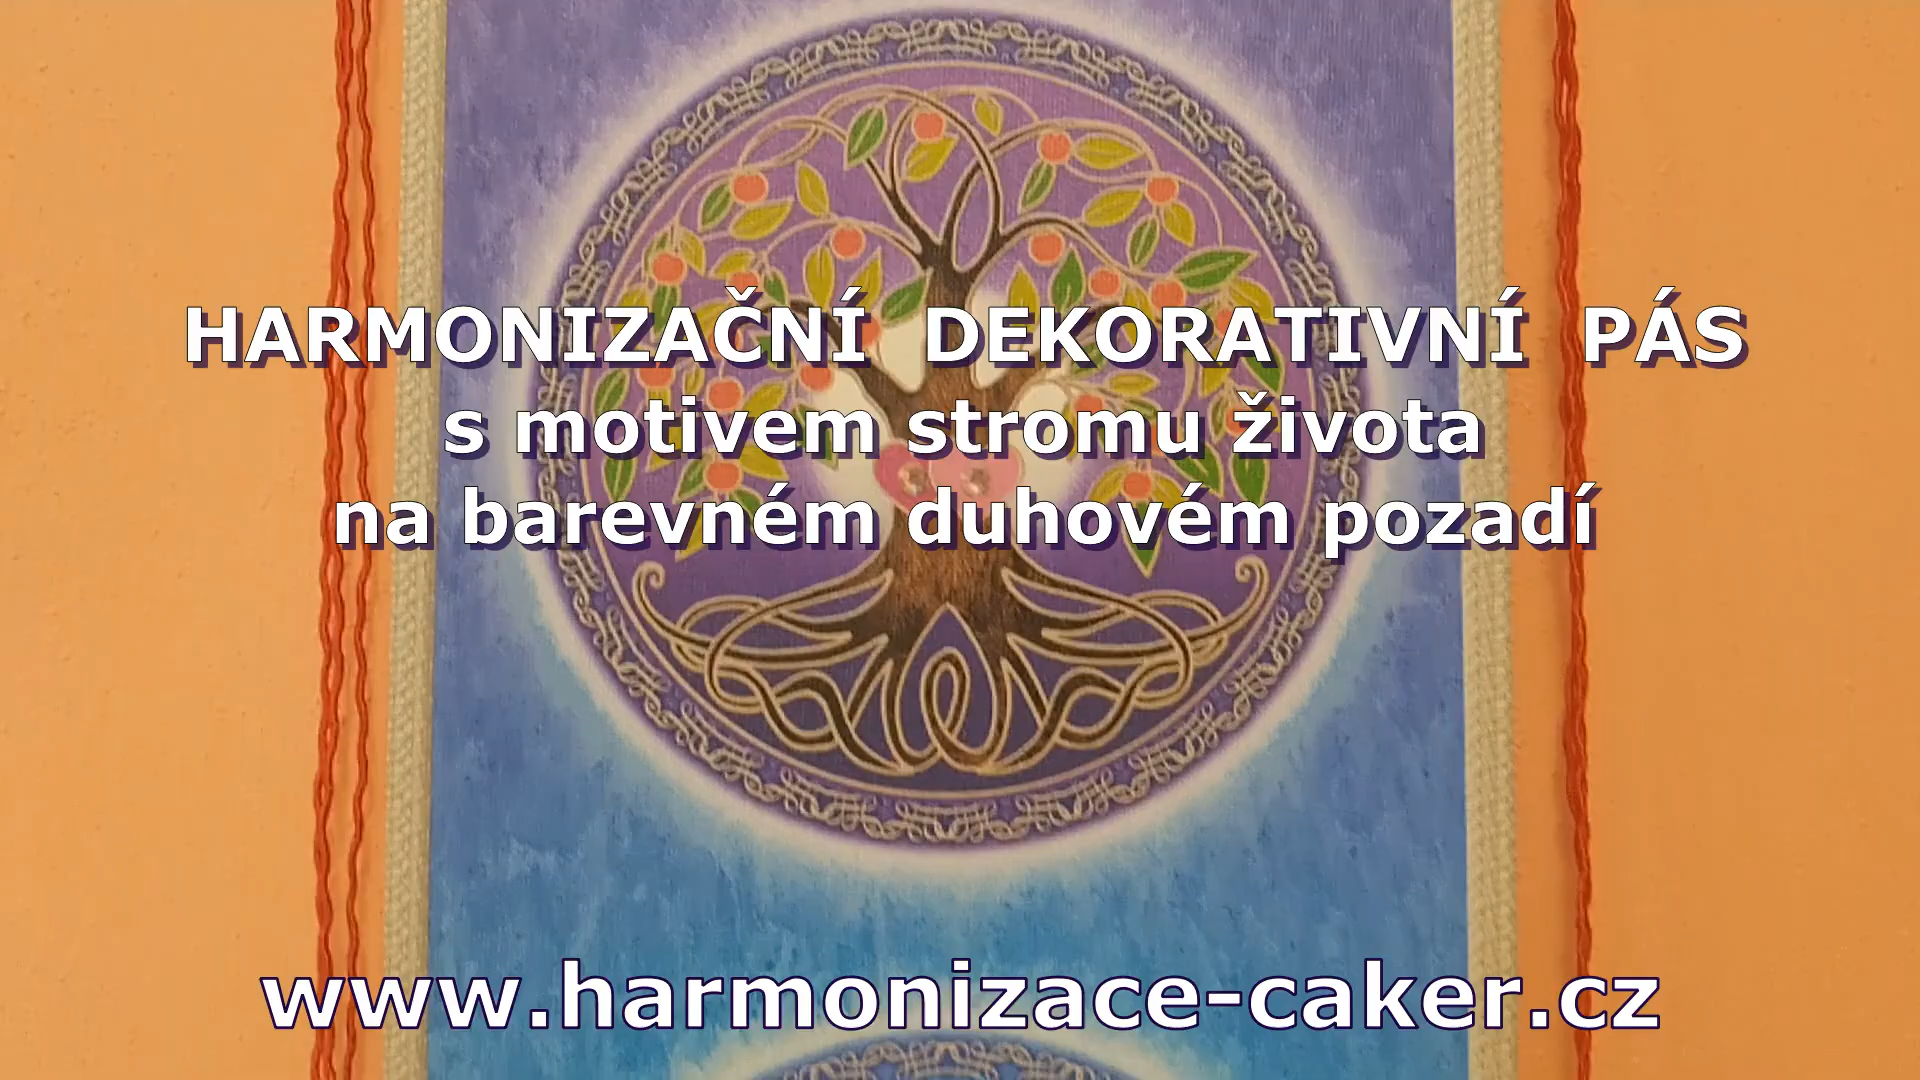 HARMONIZAČNÍ DEKORATIVNÍ PÁS
s motivem stromu života
na barevném duhovém pozadí
www.harmonizace-caker.cz